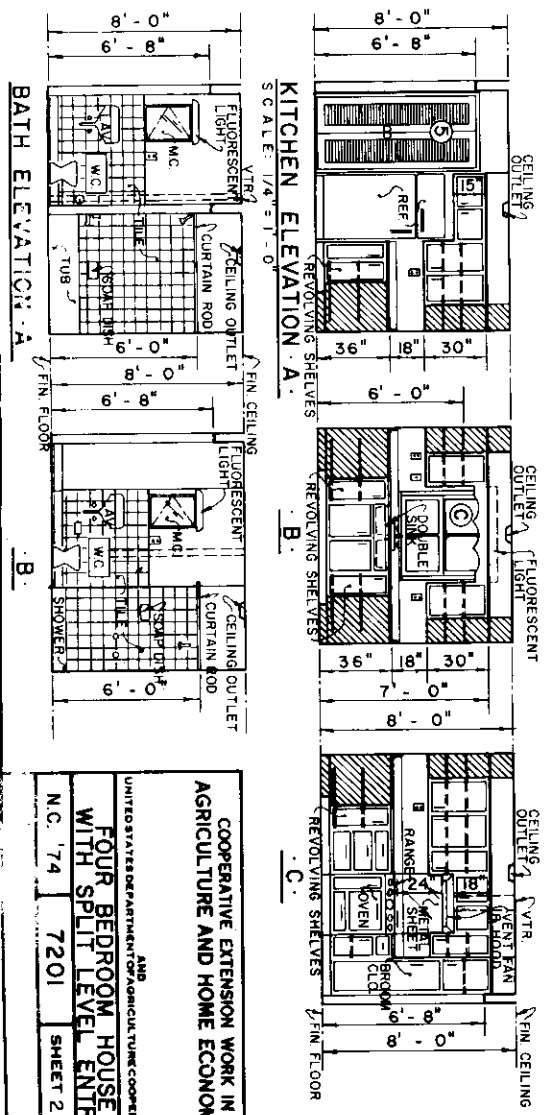 8'-0"
6'-8"
CEILING OUTLET
5
15"
REF.
REVOLVING SHELVES
36"
18"
30"
KITCHEN ELEVATION · A ·
SCALE: 1/4" = 1'-0"
6'-0"
CEILING OUTLET
FLUORESCENT LIGHT
C
DOUBLE SINK
REVOLVING SHELVES
36"
18"
30"
7'-0"
8'-0"
· B ·
CEILING OUTLET
VTR.
VENT FAN
HOOD
18"
24"
RANGE
METAL SHEET
OVEN
BROOM CLO.
REVOLVING SHELVES
6'-8"
8'-0"
FIN. CEILING
FIN. FLOOR
· C ·
8'-0"
6'-8"
FLUORESCENT LIGHT
VTR.
M.C.
W.C.
TILE
CURTAIN ROD
CEILING OUTLET
SOAP DISH
TUB
6'-0"
8'-0"
6'-8"
FIN. CEILING
FIN. FLOOR
BATH ELEVATION · A
FLUORESCENT LIGHT
M.C.
W.C.
TILE
SOAP DISH
CURTAIN ROD
CEILING OUTLET
SHOWER
6'-0"
· B ·
COOPERATIVE EXTENSION WORK IN
AGRICULTURE AND HOME ECONOM
AND
UNITED STATES DEPARTMENT OF AGRICULTURE COOPE
FOUR BEDROOM HOUSE
WITH SPLIT LEVEL ENTR
N.C. '74
7201
SHEET 2